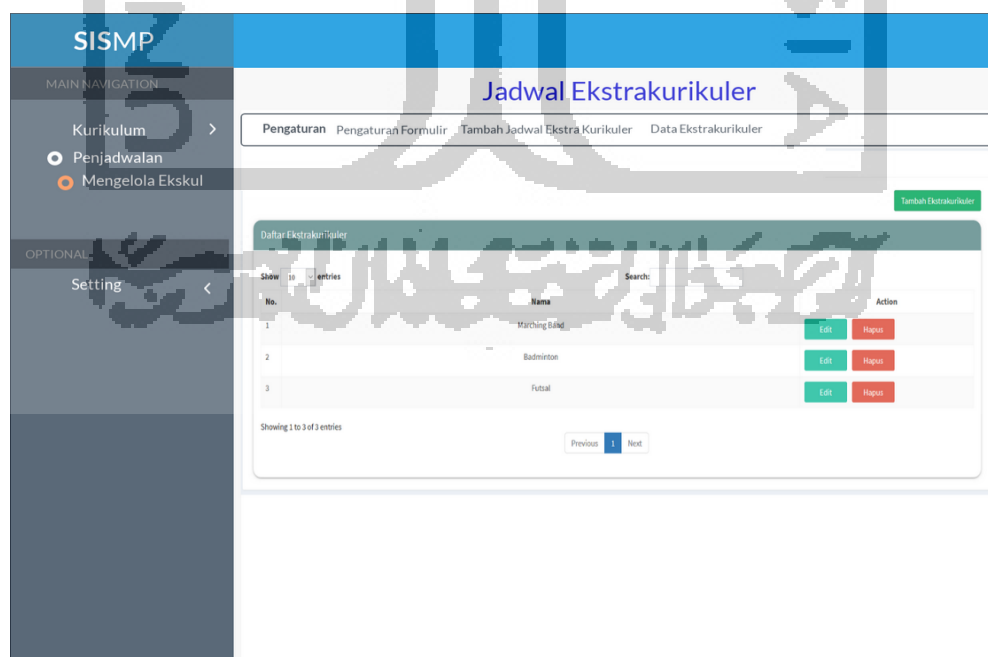 SISMP
MAIN NAVIGATION
Jadwal Ekstrakurikuler
Kurikulum >
Pengaturan Pengaturan Formulir Tambah Jadwal Ekstra Kurikuler Data Ekstrakurikuler
Penjadwalan
Mengelola Ekskul
Tambah Ekstrakurikuler
Daftar Ekstrakurikuler
OPTIONAL
Setting <
Show 10 entries Search:
No. Nama Action
1 Marching Band Edit Hapus
2 Badminton Edit Hapus
3 Futsal Edit Hapus
Showing 1 to 3 of 3 entries
Previous 1 Next